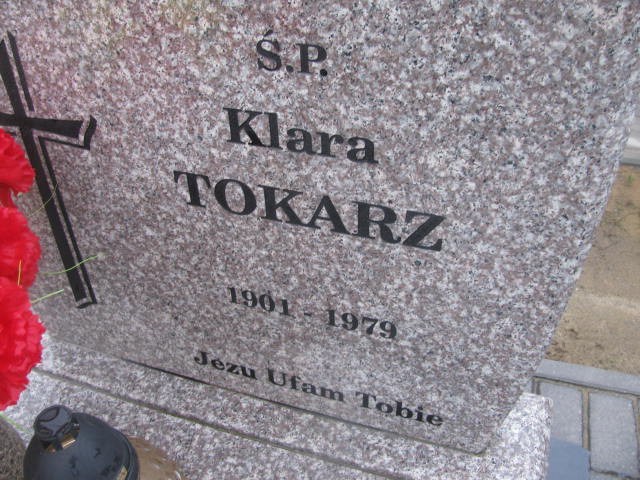 Ś.P.
Klara
TOKARZ
1901 - 1979
Jezu Ufam Tobie